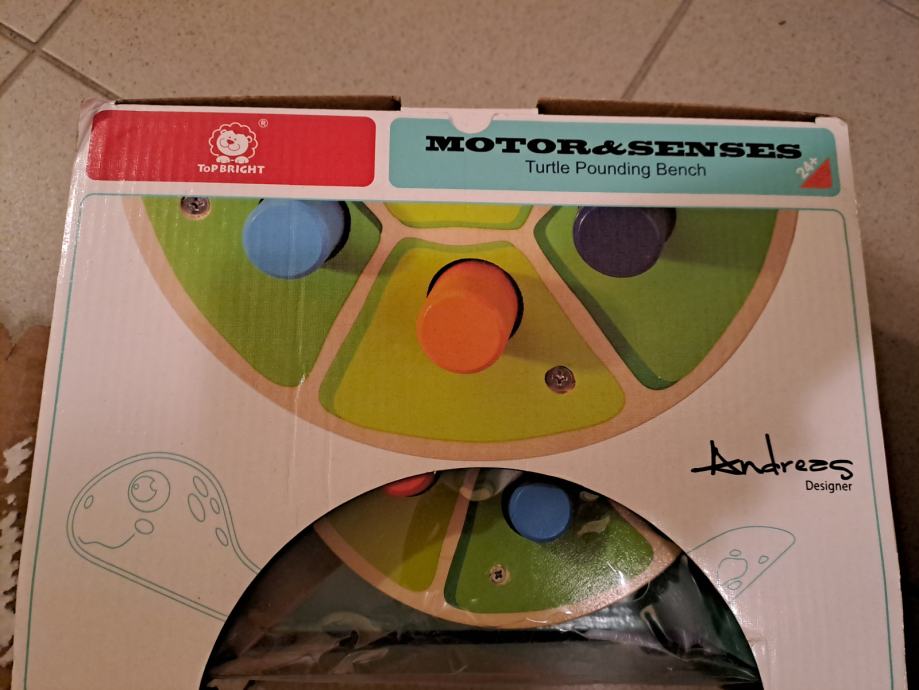 ®
TOPBRIGHT
MOTOR&SENSES
Turtle Pounding Bench
24+
Andreas
Designer